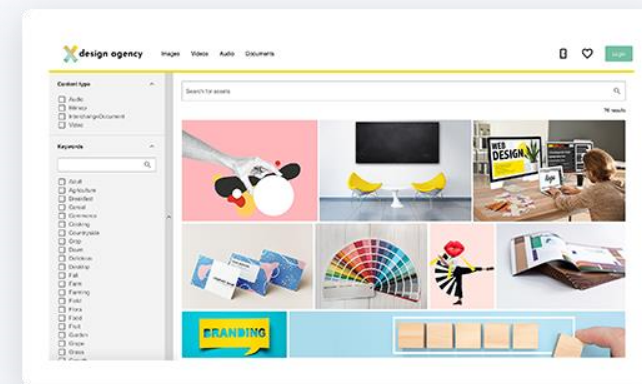 design agency
Images Videos Audio Documents
Login
Content type
Audio
Bitmap
InterchangeDocument
Video
Search for assets
76 results
Keywords
Adult
Agriculture
Breakfast
Cereal
Commerce
Cooking
Countryside
Crop
Dawn
Delicious
Desktop
Fall
Farm
Farming
Field
Flora
Food
Fruit
Garden
Grape
Grass
WEB
DESIGN
logo
BRANDING